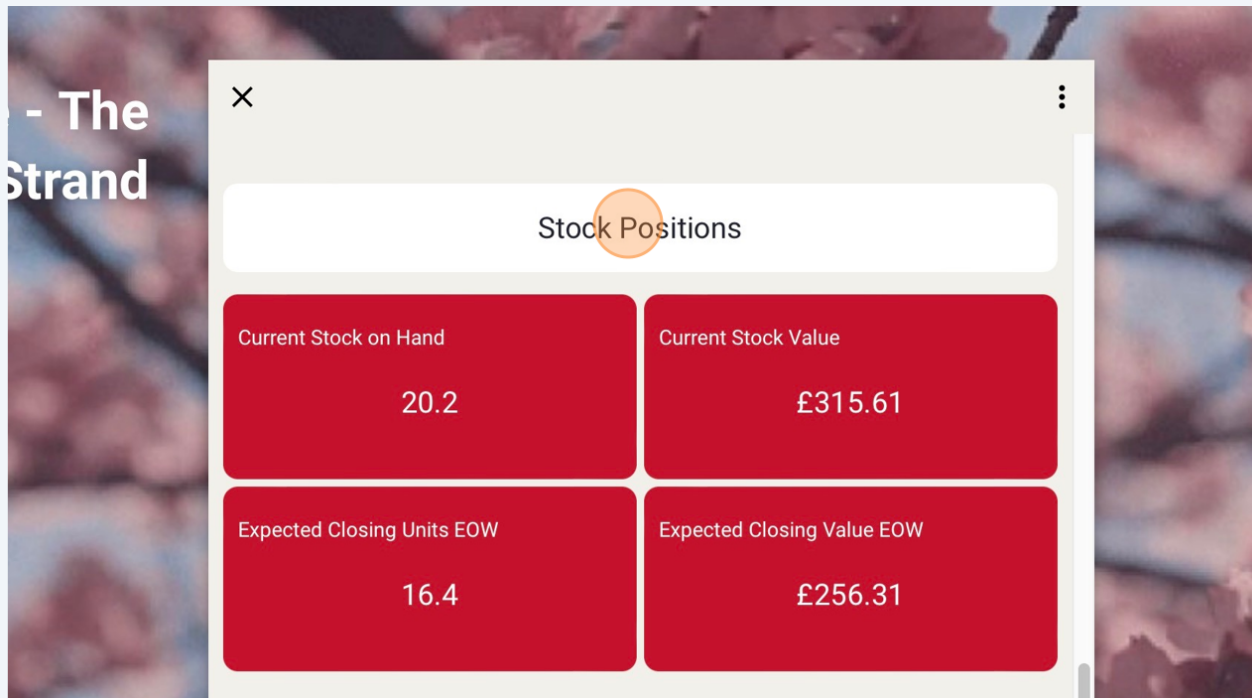 - The
Strand
Stock Positions
Current Stock on Hand
Current Stock Value
20.2
£315.61
Expected Closing Units EOW
Expected Closing Value EOW
16.4
£256.31